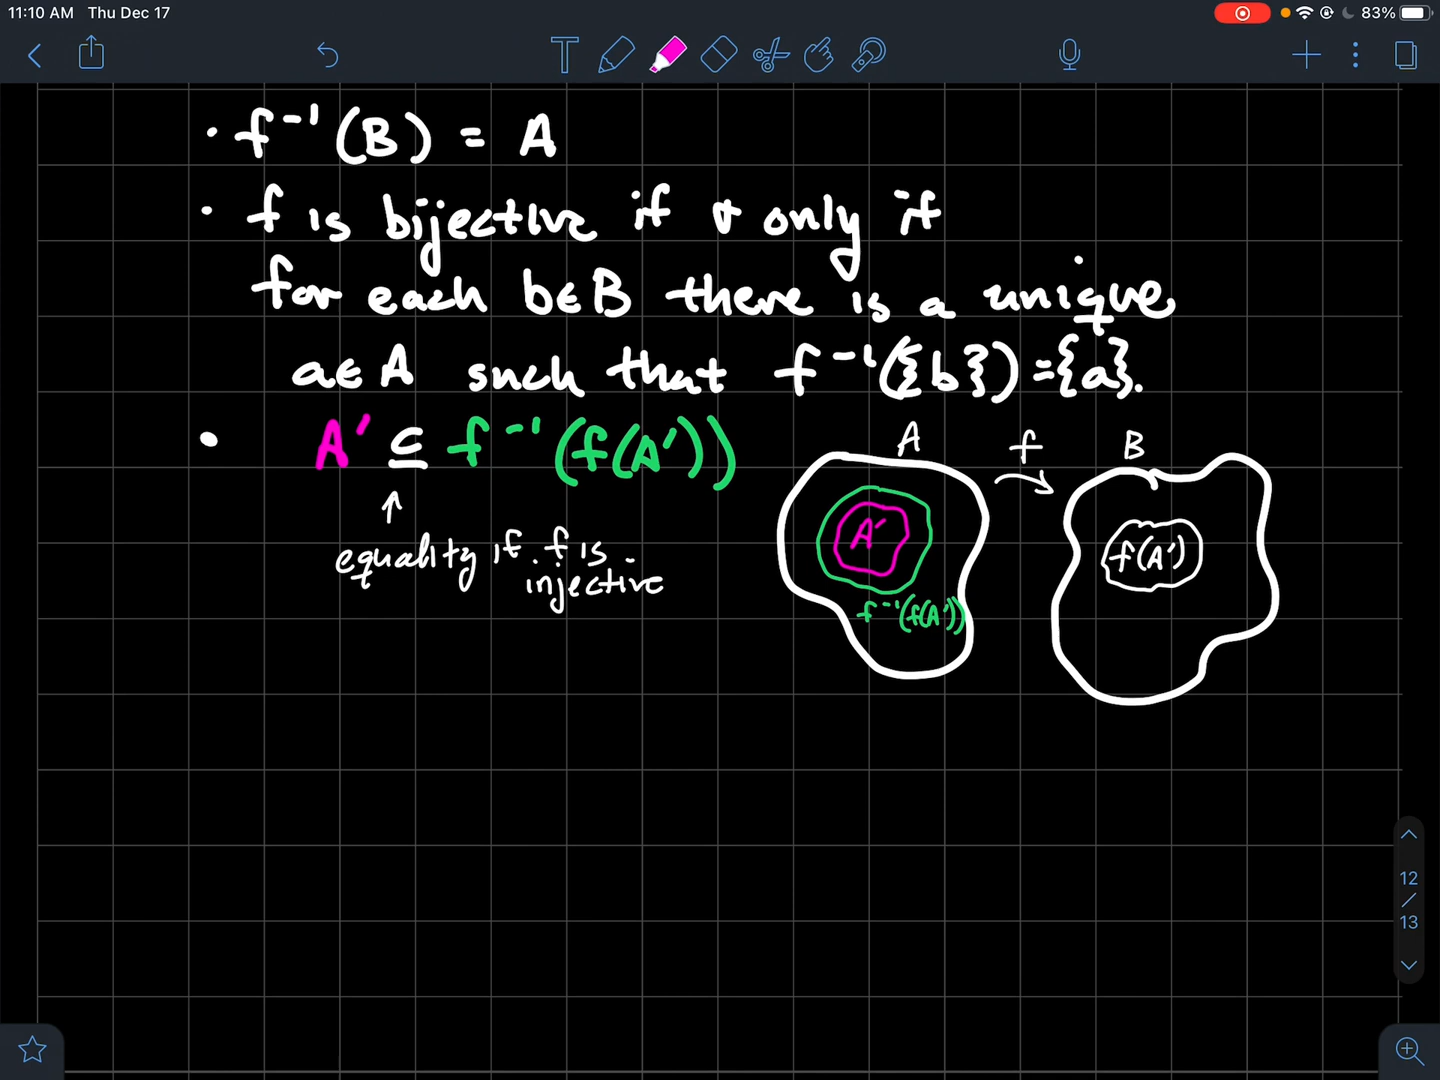 11:10 AM Thu Dec 17
83%
T
· f⁻¹(B) = A
· f is bijective if & only if
for each b∈B there is a unique
a∈A such that f⁻¹({b})={a}.
· A' ⊆ f⁻¹(f(A'))
↑
equality if f is
injective
A f B
A'
f(A')
f⁻¹(f(A'))
12
/
13